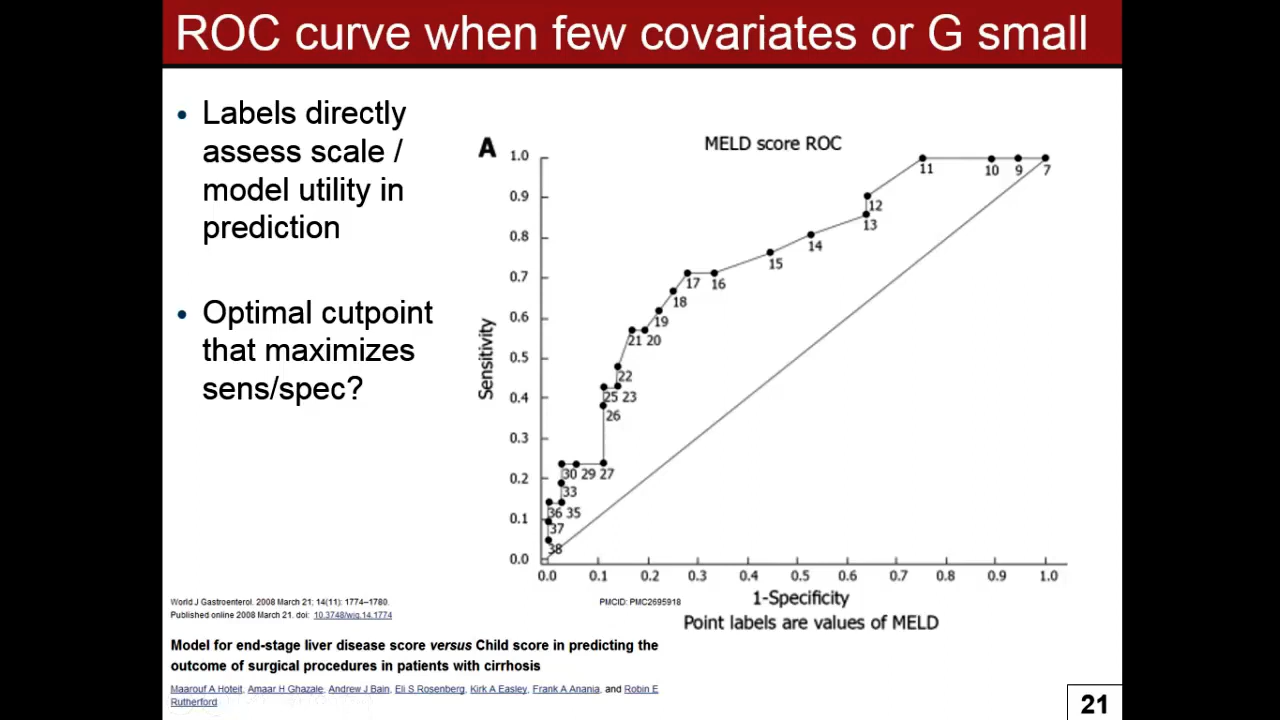 ROC curve when few covariates or G small
• Labels directly
assess scale /
model utility in
prediction
• Optimal cutpoint
that maximizes
sens/spec?
A
MELD score ROC
1.0
0.9
0.8
0.7
0.6
0.5
0.4
0.3
0.2
0.1
0.0
Sensitivity
11 10 9 7
12
13
14
15
17 16
18
19
21 20
22
25 23
26
30 29 27
33
36 35
37
38
0.0 0.1 0.2 0.3 0.4 0.5 0.6 0.7 0.8 0.9 1.0
1-Specificity
Point labels are values of MELD
World J Gastroenterol. 2008 March 21; 14(11): 1774–1780.
PMCID: PMC2695918
Published online 2008 March 21. doi: 10.3748/wjg.14.1774
Model for end-stage liver disease score versus Child score in predicting the
outcome of surgical procedures in patients with cirrhosis
Maarouf A Hoteit, Amaar H Ghazale, Andrew J Bain, Eli S Rosenberg, Kirk A Easley, Frank A Anania, and Robin E
Rutherford
21